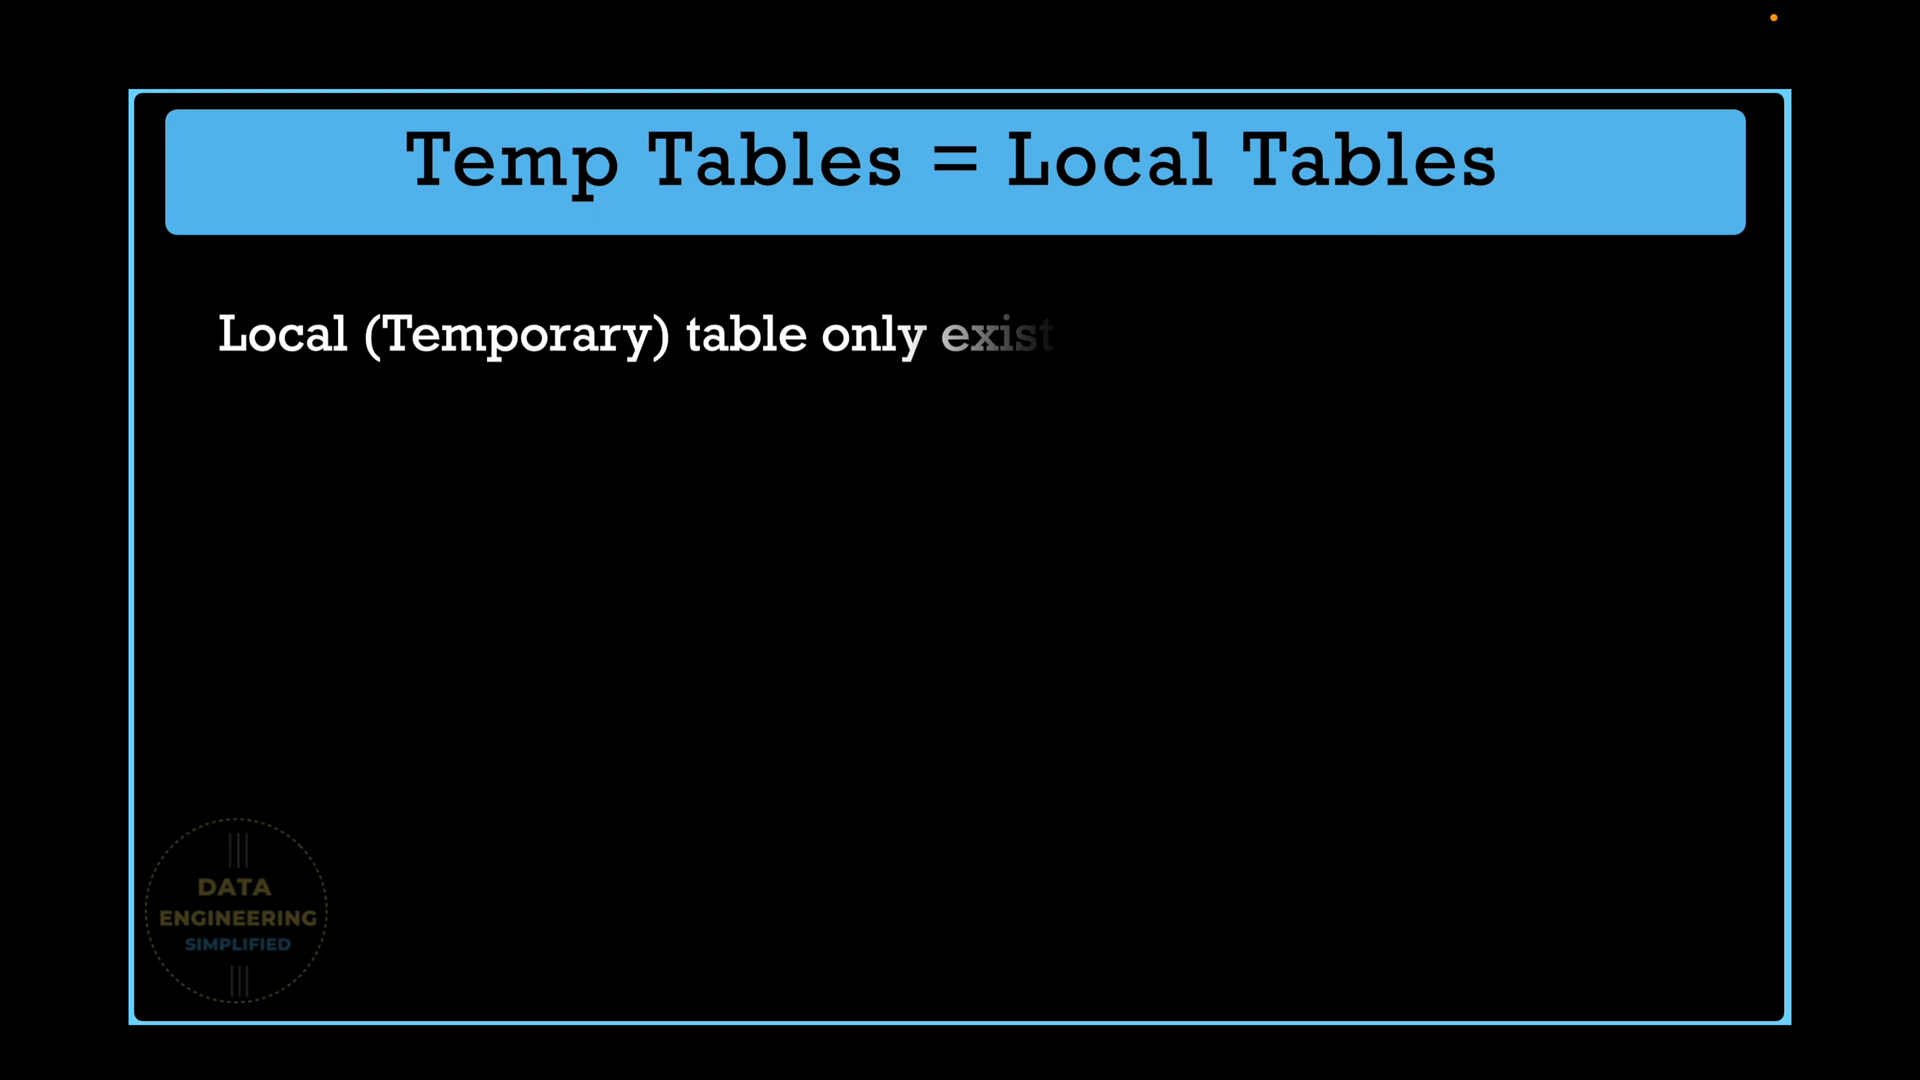 Temp Tables = Local Tables
Local (Temporary) table only exist
DATA
ENGINEERING
SIMPLIFIED